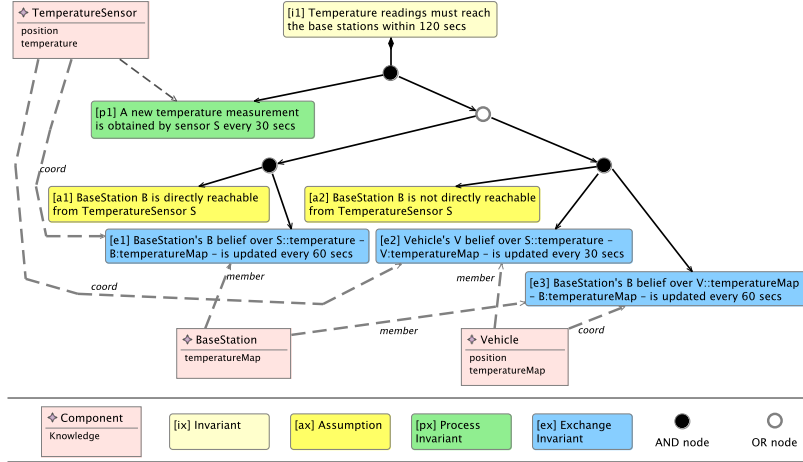 TemperatureSensor
position
temperature
[i1] Temperature readings must reach
the base stations within 120 secs
[p1] A new temperature measurement
is obtained by sensor S every 30 secs
coord
[a1] BaseStation B is directly reachable
from TemperatureSensor S
[a2] BaseStation B is not directly reachable
from TemperatureSensor S
[e1] BaseStation's B belief over S::temperature –
B:temperatureMap – is updated every 60 secs
[e2] Vehicle's V belief over S::temperature –
V:temperatureMap – is updated every 30 secs
[e3] BaseStation's B belief over V::temperatureMap
– B:temperatureMap – is updated every 60 secs
coord
member
member
member
coord
BaseStation
temperatureMap
Vehicle
position
temperatureMap
Component
Knowledge
[ix] Invariant
[ax] Assumption
[px] Process
Invariant
[ex] Exchange
Invariant
AND node
OR node